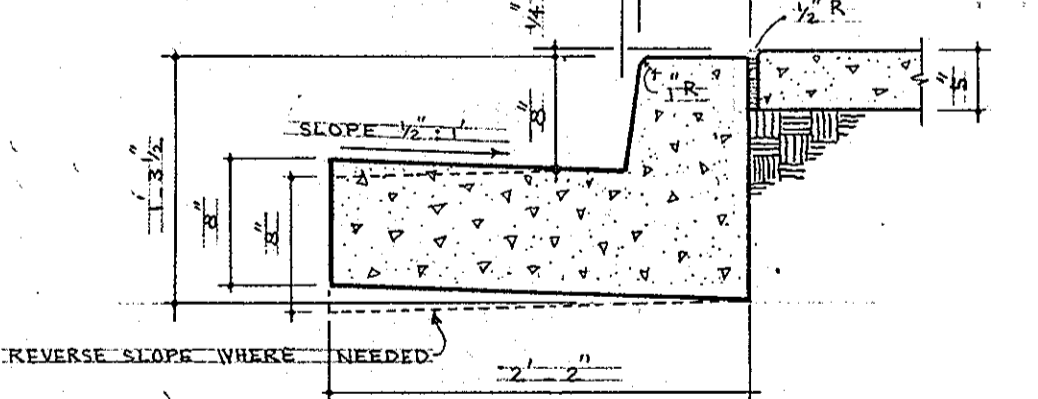 1/4"
1/2" R
1" R
5"
8"
SLOPE 1/2" : 1'
1'-3 1/2"
8"
8"
REVERSE SLOPE WHERE NEEDED
2'-2"